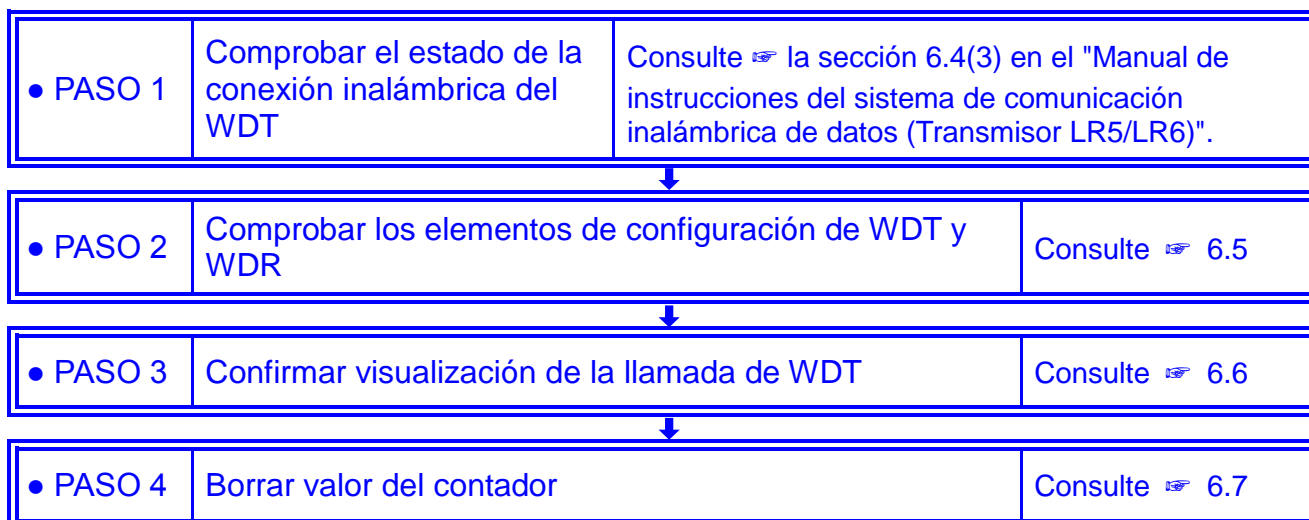 ● PASO 1
Comprobar el estado de la
conexión inalámbrica del
WDT
Consulte ☞ la sección 6.4(3) en el "Manual de
instrucciones del sistema de comunicación
inalámbrica de datos (Transmisor LR5/LR6)".
● PASO 2
Comprobar los elementos de configuración de WDT y
WDR
Consulte ☞ 6.5
● PASO 3
Confirmar visualización de la llamada de WDT
Consulte ☞ 6.6
● PASO 4
Borrar valor del contador
Consulte ☞ 6.7